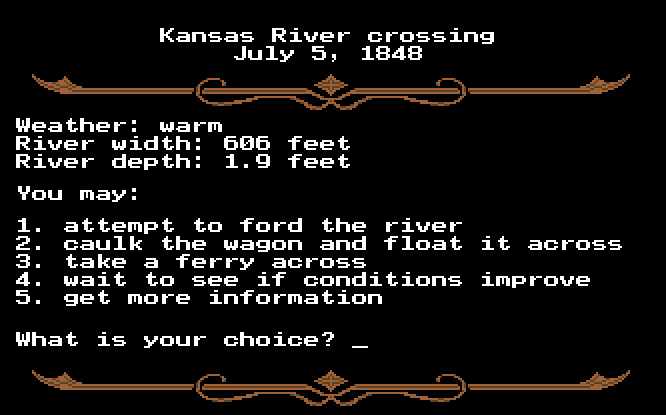 Kansas River crossing
July 5, 1848
Weather: warm
River width: 606 feet
River depth: 1.9 feet
You may:
1. attempt to ford the river
2. caulk the wagon and float it across
3. take a ferry across
4. wait to see if conditions improve
5. get more information
What is your choice? _